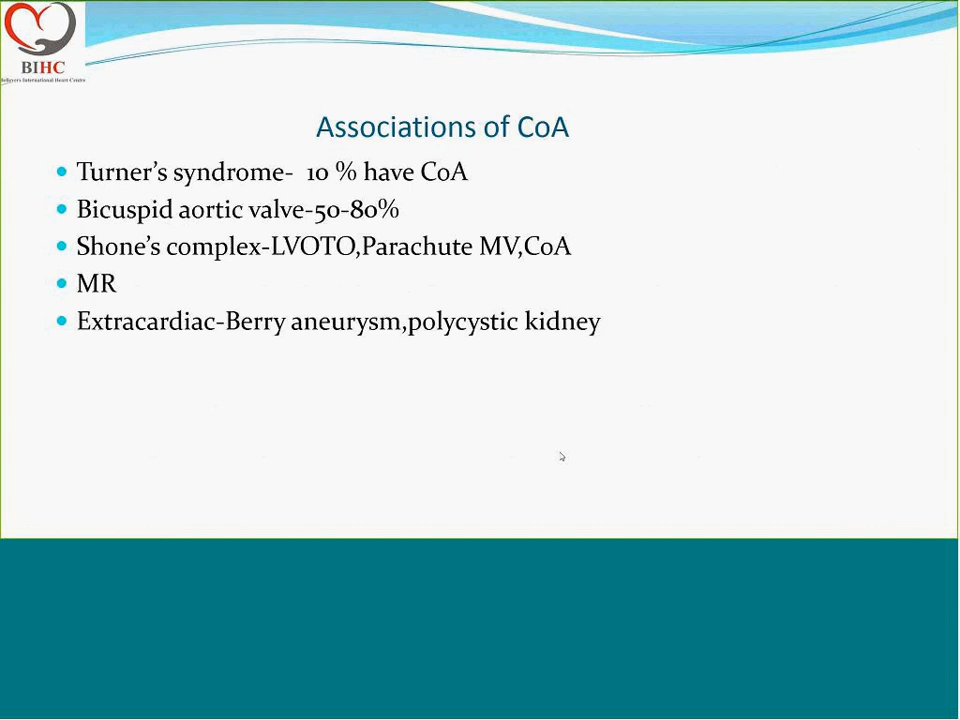 BIHC
Believers International Heart Centre
Associations of CoA
Turner's syndrome- 10 % have CoA
Bicuspid aortic valve-50-80%
Shone's complex-LVOTO,Parachute MV,CoA
MR
Extracardiac-Berry aneurysm,polycystic kidney